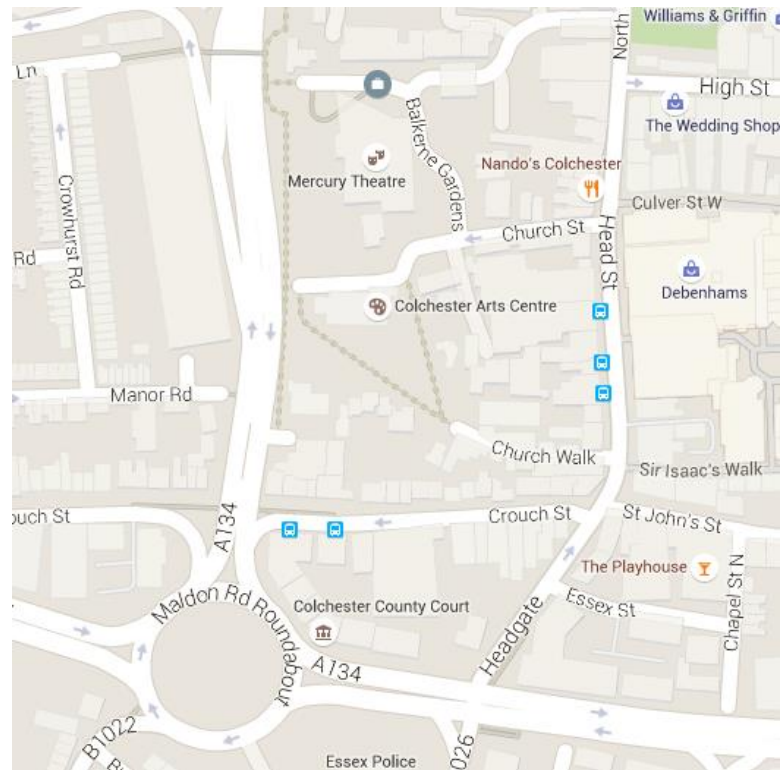 Williams & Griffin
North
Ln
High St
The Wedding Shop
Balkerne Gardens
Mercury Theatre
Nando's Colchester
Culver St W
Crowhurst Rd
Church St
Head St
Rd
Debenhams
Colchester Arts Centre
Manor Rd
Church Walk
Sir Isaac's Walk
ouch St
A134
Crouch St
St John's St
The Playhouse
Maldon Rd Roundabout
Colchester County Court
Essex St
Chapel St N
Headgate
A134
B1022
026
Essex Police